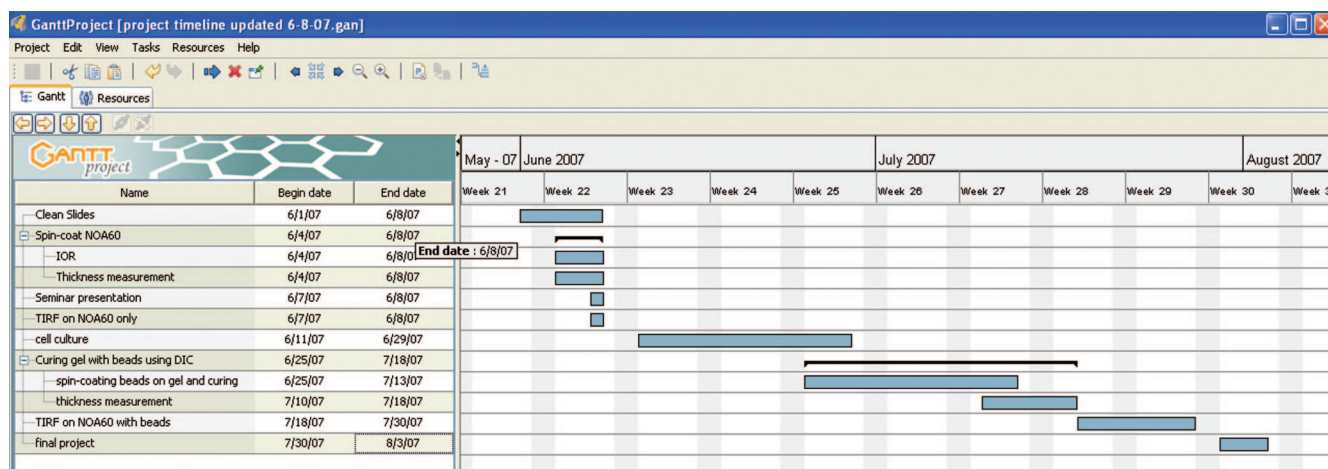 GanttProject [project timeline updated 6-8-07.gan]
Project Edit View Tasks Resources Help
Gantt Resources
GANTT project
May - 07 June 2007 July 2007 August 2007
Name Begin date End date Week 21 Week 22 Week 23 Week 24 Week 25 Week 26 Week 27 Week 28 Week 29 Week 30 Week
Clean Slides 6/1/07 6/8/07
Spin-coat NOA60 6/4/07 6/8/07
End date : 6/8/07
IOR 6/4/07 6/8/0
Thickness measurement 6/4/07 6/8/07
Seminar presentation 6/7/07 6/8/07
TIRF on NOA60 only 6/7/07 6/8/07
cell culture 6/11/07 6/29/07
Curing gel with beads using DIC 6/25/07 7/18/07
spin-coating beads on gel and curing 6/25/07 7/13/07
thickness measurement 7/10/07 7/18/07
TIRF on NOA60 with beads 7/18/07 7/30/07
final project 7/30/07 8/3/07